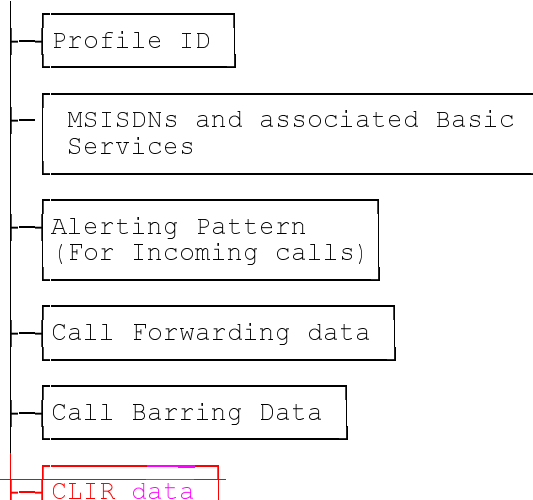 Profile ID
MSISDNs and associated Basic
Services
Alerting Pattern
(For Incoming calls)
Call Forwarding data
Call Barring Data
CLIR data